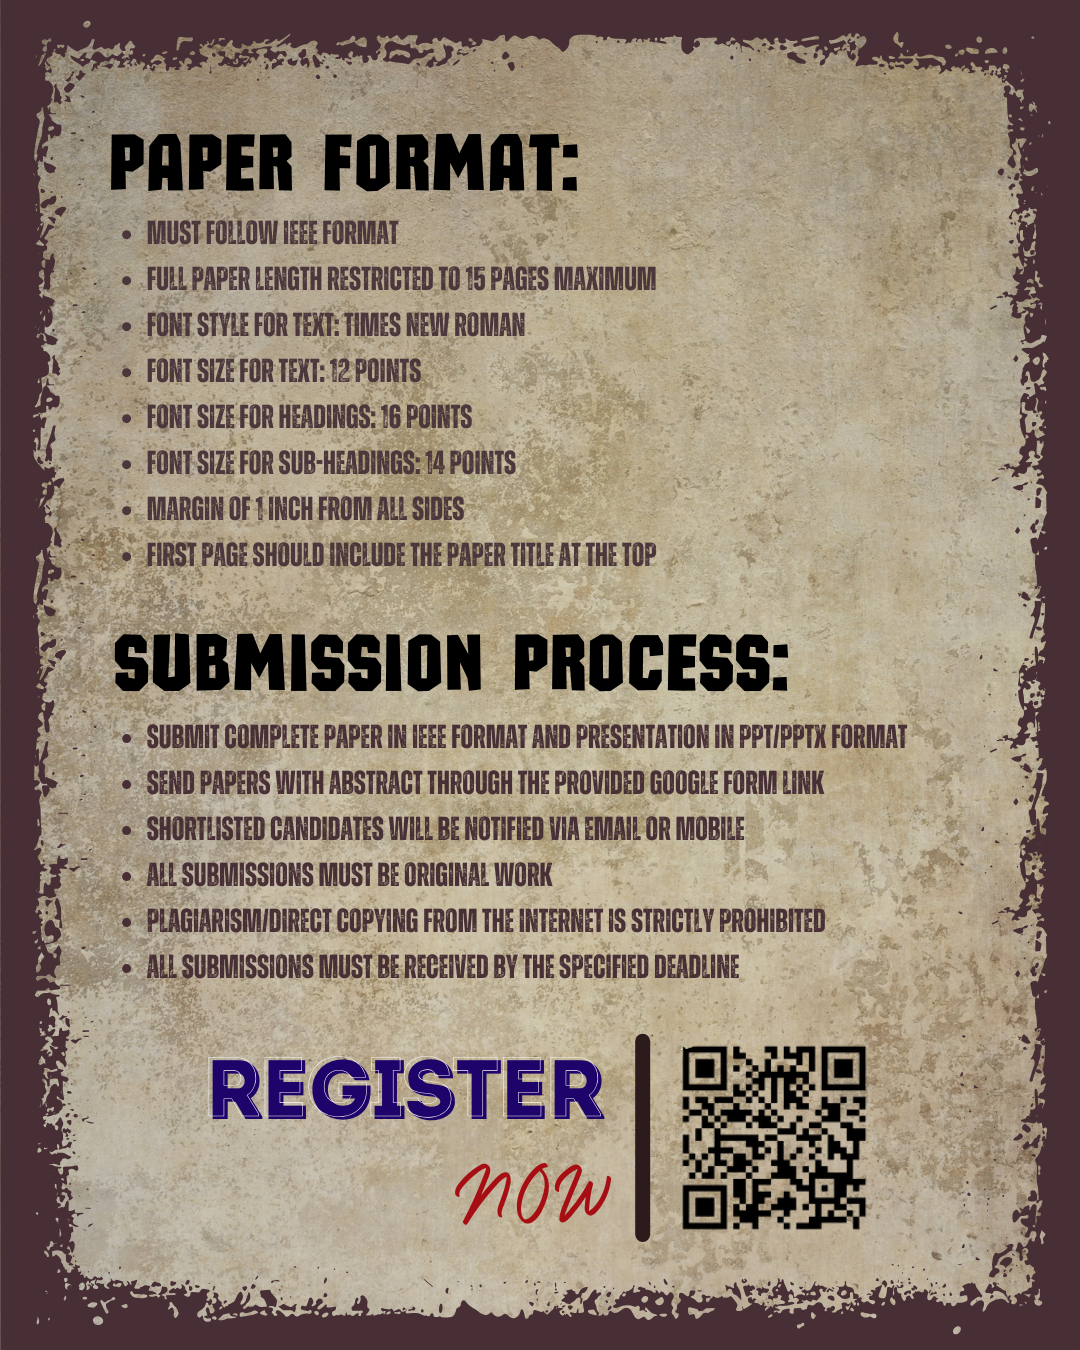 PAPER FORMAT:
• MUST FOLLOW IEEE FORMAT
• FULL PAPER LENGTH RESTRICTED TO 15 PAGES MAXIMUM
• FONT STYLE FOR TEXT: TIMES NEW ROMAN
• FONT SIZE FOR TEXT: 12 POINTS
• FONT SIZE FOR HEADINGS: 16 POINTS
• FONT SIZE FOR SUB-HEADINGS: 14 POINTS
• MARGIN OF 1 INCH FROM ALL SIDES
• FIRST PAGE SHOULD INCLUDE THE PAPER TITLE AT THE TOP
SUBMISSION PROCESS:
• SUBMIT COMPLETE PAPER IN IEEE FORMAT AND PRESENTATION IN PPT/PPTX FORMAT
• SEND PAPERS WITH ABSTRACT THROUGH THE PROVIDED GOOGLE FORM LINK
• SHORTLISTED CANDIDATES WILL BE NOTIFIED VIA EMAIL OR MOBILE
• ALL SUBMISSIONS MUST BE ORIGINAL WORK
• PLAGIARISM/DIRECT COPYING FROM THE INTERNET IS STRICTLY PROHIBITED
• ALL SUBMISSIONS MUST BE RECEIVED BY THE SPECIFIED DEADLINE
REGISTER
NOW